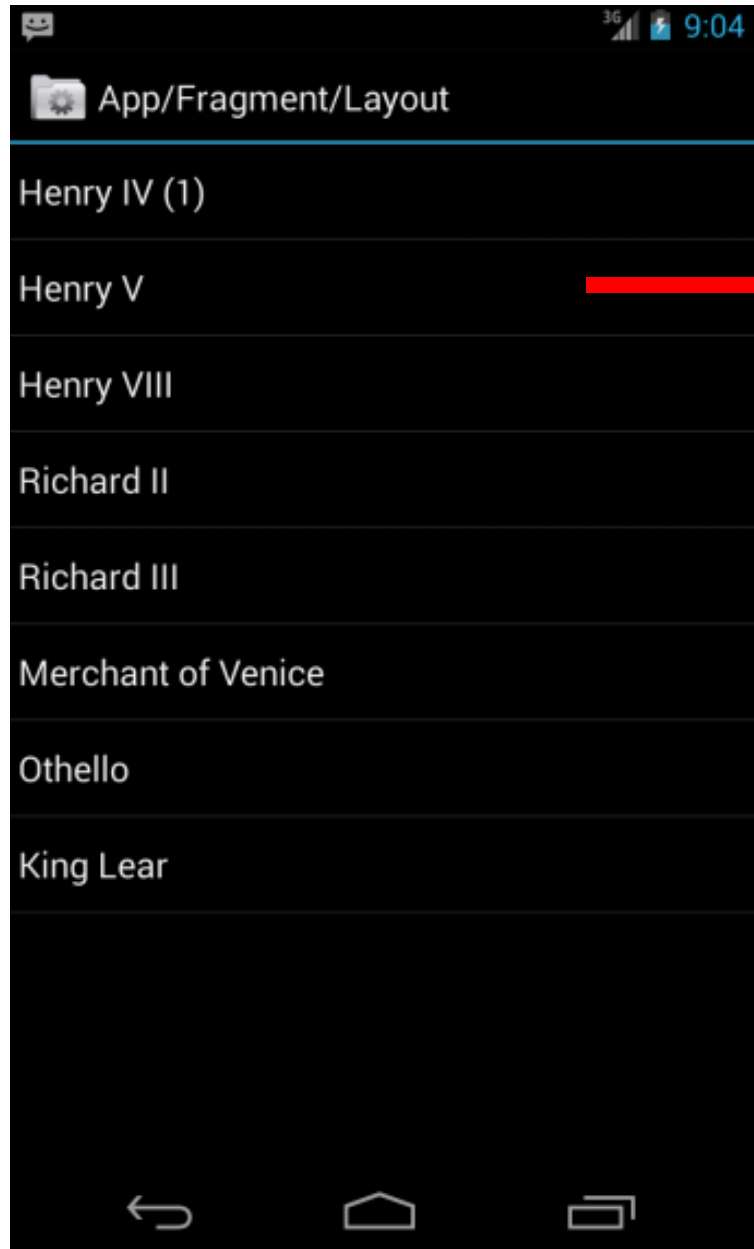 3G 9:04
App/Fragment/Layout
Henry IV (1)
Henry V
Henry VIII
Richard II
Richard III
Merchant of Venice
Othello
King Lear